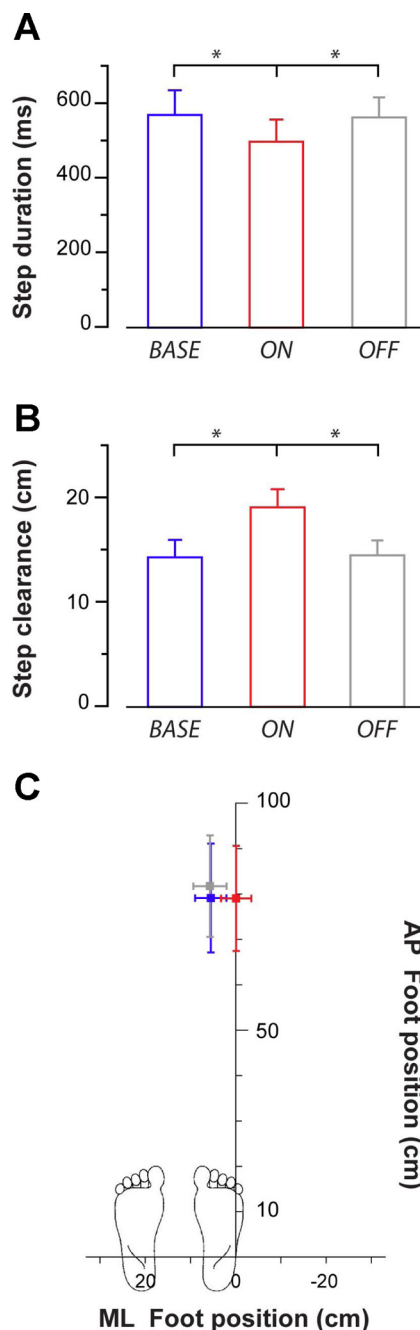 A
* *
Step duration (ms)
600
400
200
0
BASE ON OFF
B
* *
Step clearance (cm)
20
10
0
BASE ON OFF
C
100
50
10
AP Foot position (cm)
20 0 -20
ML Foot position (cm)